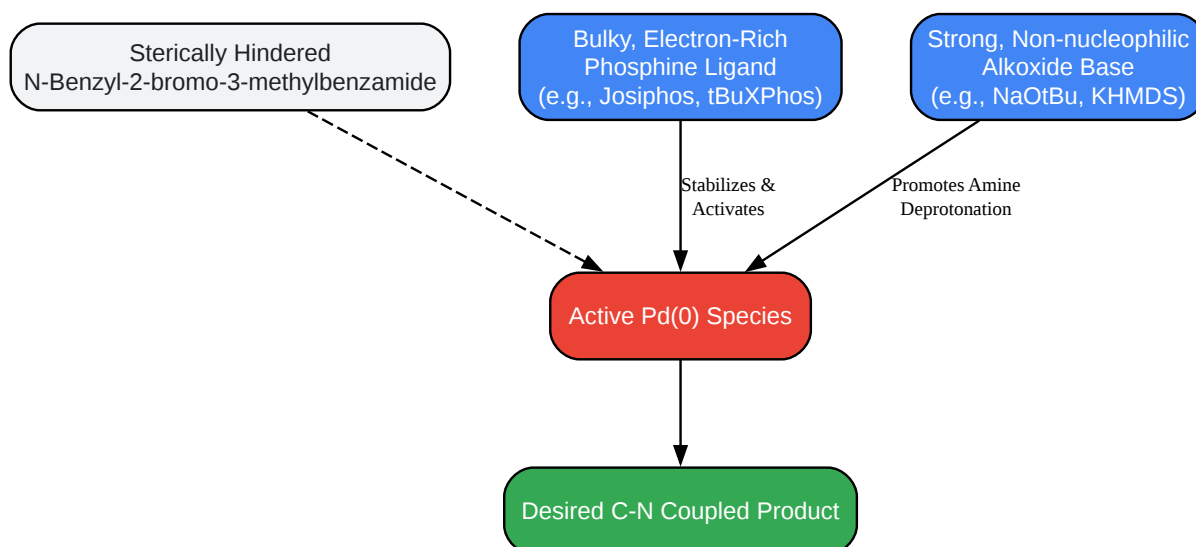 Sterically Hindered
N-Benzyl-2-bromo-3-methylbenzamide
Bulky, Electron-Rich
Phosphine Ligand
(e.g., Josiphos, tBuXPhos)
Strong, Non-nucleophilic
Alkoxide Base
(e.g., NaOtBu, KHMDS)
Stabilizes &
Activates
Promotes Amine
Deprotonation
Active Pd(0) Species
Desired C-N Coupled Product